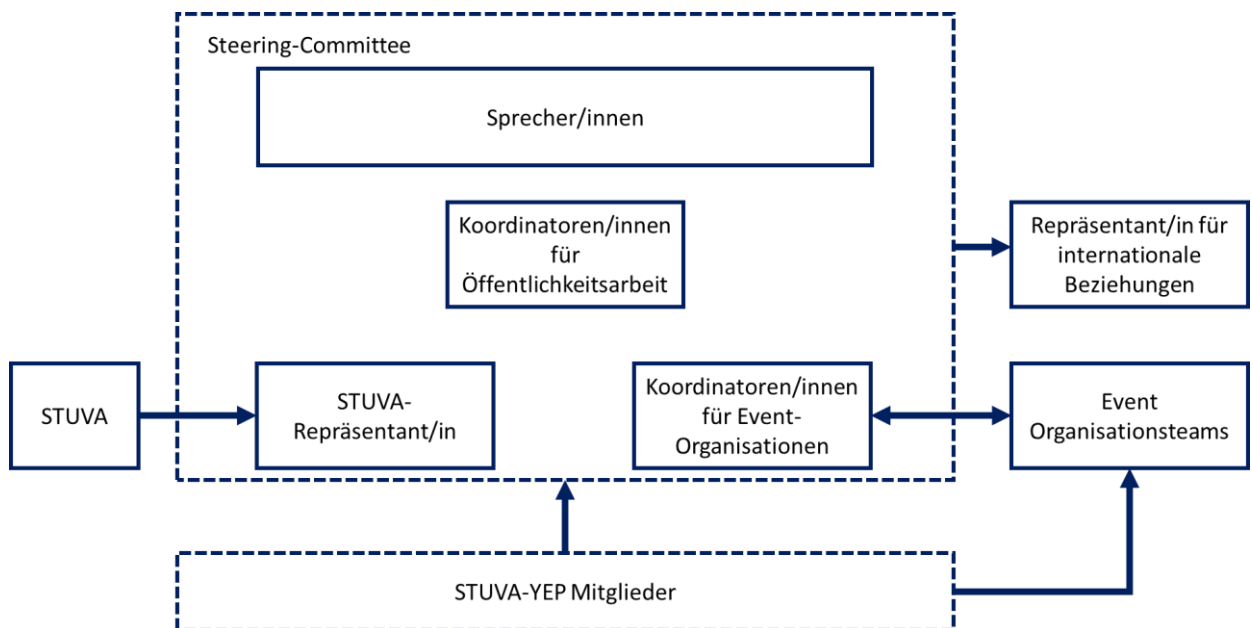 Steering-Committee
Sprecher/innen
Koordinatoren/innen
für
Öffentlichkeitsarbeit
Repräsentant/in für
internationale
Beziehungen
STUVA
STUVA-
Repräsentant/in
Koordinatoren/innen
für Event-
Organisationen
Event
Organisationsteams
STUVA-YEP Mitglieder